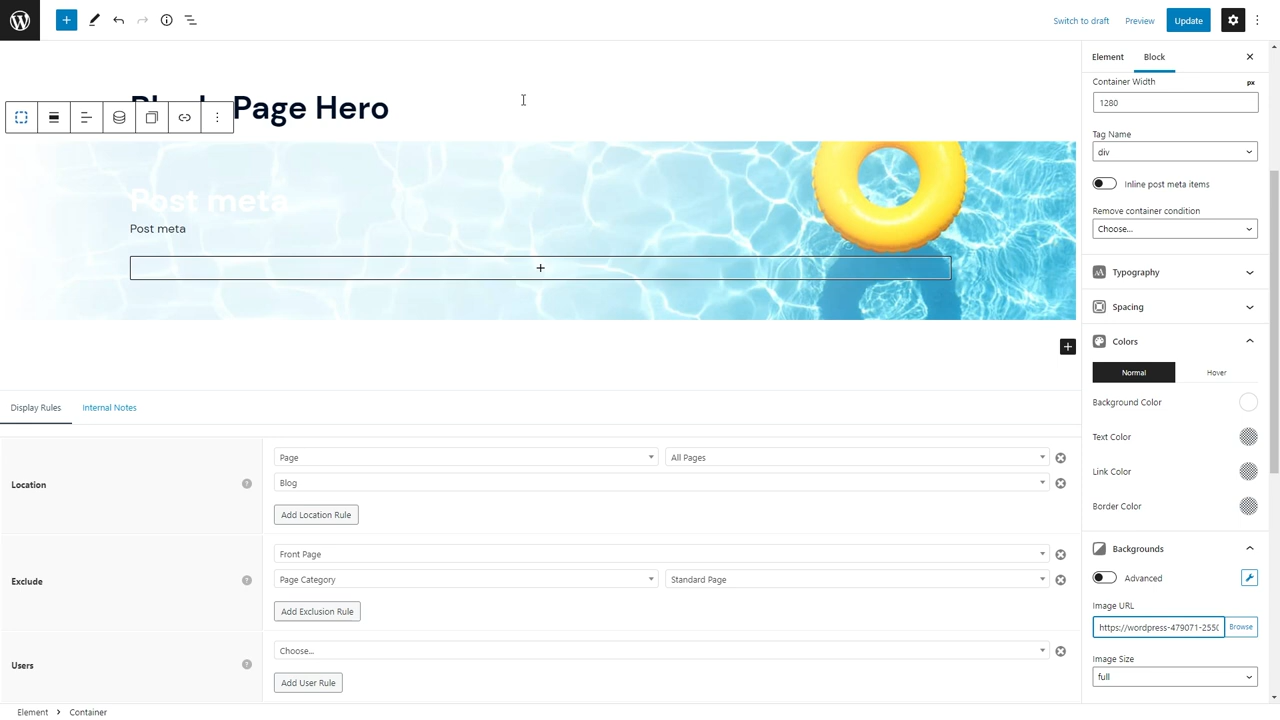 Switch to draft
Preview
Update
Element
Block
Container Width
px
1280
Page Hero
Tag Name
div
Inline post meta items
Remove container condition
Choose...
Post meta
Post meta
Typography
Spacing
Colors
Normal
Hover
Background Color
Text Color
Link Color
Border Color
Backgrounds
Advanced
Image URL
https://wordpress-479071-2550
Browse
Image Size
full
Display Rules
Internal Notes
Location
?
Page
All Pages
Blog
Add Location Rule
Exclude
?
Front Page
Page Category
Standard Page
Add Exclusion Rule
Users
?
Choose...
Add User Rule
Element > Container